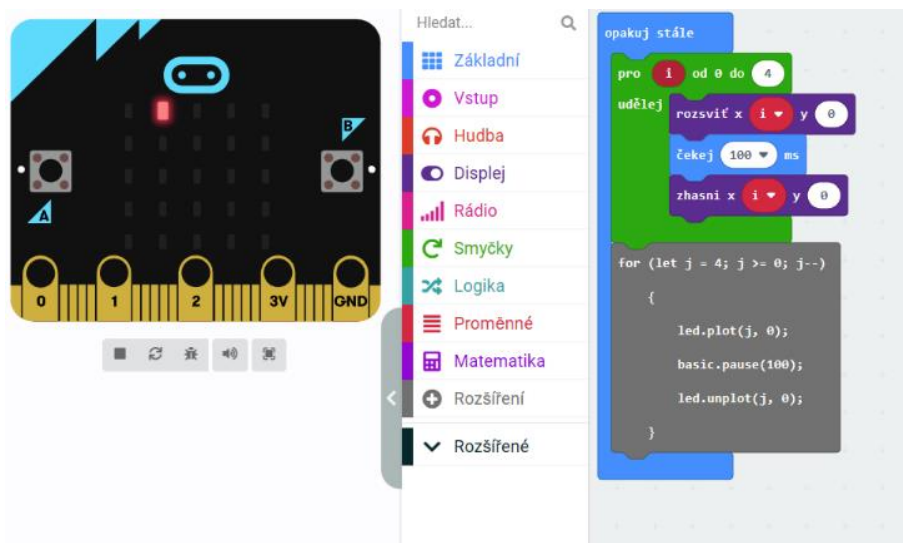 B
A
0 1 2 3V GND
Hledat...
Základní
Vstup
Hudba
Displej
Rádio
Smyčky
Logika
Proměnné
Matematika
Rozšíření
Rozšířené
opakuj stále
pro i od 0 do 4
udělej
rozsviť x i y 0
čekej 100 ms
zhasni x i y 0
for (let j = 4; j >= 0; j--)
{
led.plot(j, 0);
basic.pause(100);
led.unplot(j, 0);
}